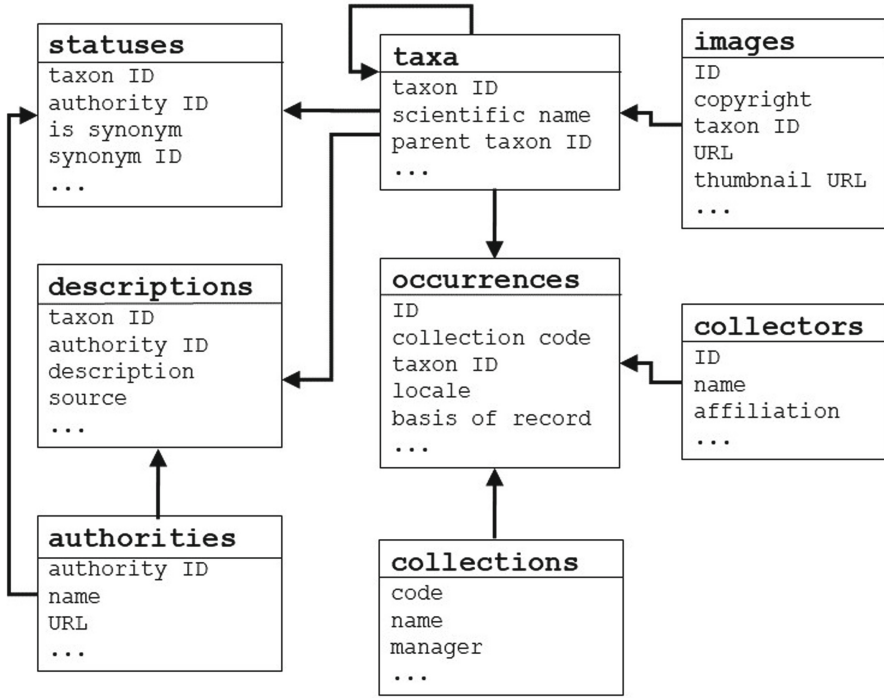 statuses
taxon ID
authority ID
is synonym
synonym ID
...
taxa
taxon ID
scientific name
parent taxon ID
...
images
ID
copyright
taxon ID
URL
thumbnail URL
...
descriptions
taxon ID
authority ID
description
source
...
occurrences
ID
collection code
taxon ID
locale
basis of record
...
collectors
ID
name
affiliation
...
authorities
authority ID
name
URL
...
collections
code
name
manager
...